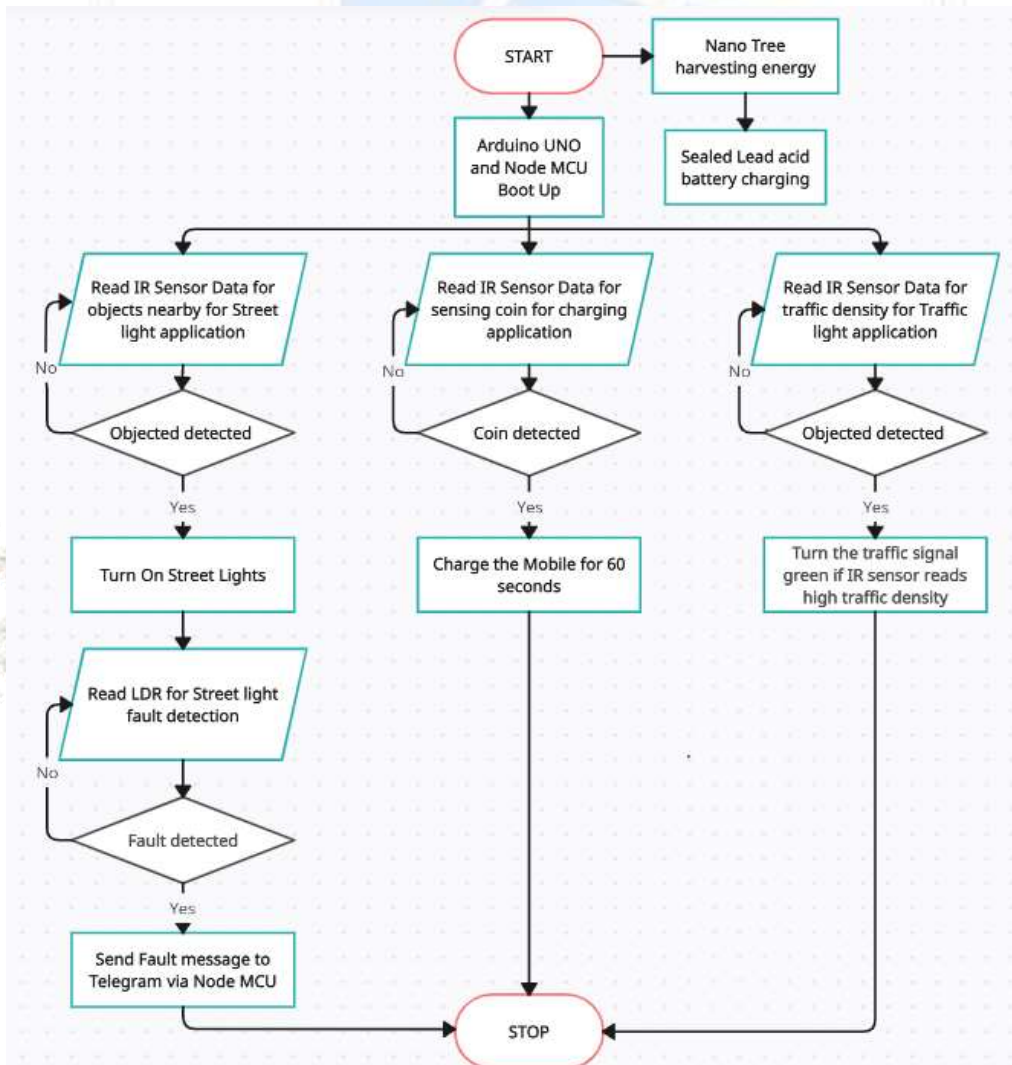 START
Nano Tree
harvesting energy
Arduino UNO
and Node MCU
Boot Up
Sealed Lead acid
battery charging
Read IR Sensor Data for
objects nearby for Street
light application
Read IR Sensor Data for
sensing coin for charging
application
Read IR Sensor Data for
traffic density for Traffic
light application
No
No
No
Objected detected
Coin detected
Objected detected
Yes
Yes
Yes
Turn On Street Lights
Charge the Mobile for 60
seconds
Turn the traffic signal
green if IR sensor reads
high traffic density
Read LDR for Street light
fault detection
No
Fault detected
Yes
Send Fault message to
Telegram via Node MCU
STOP